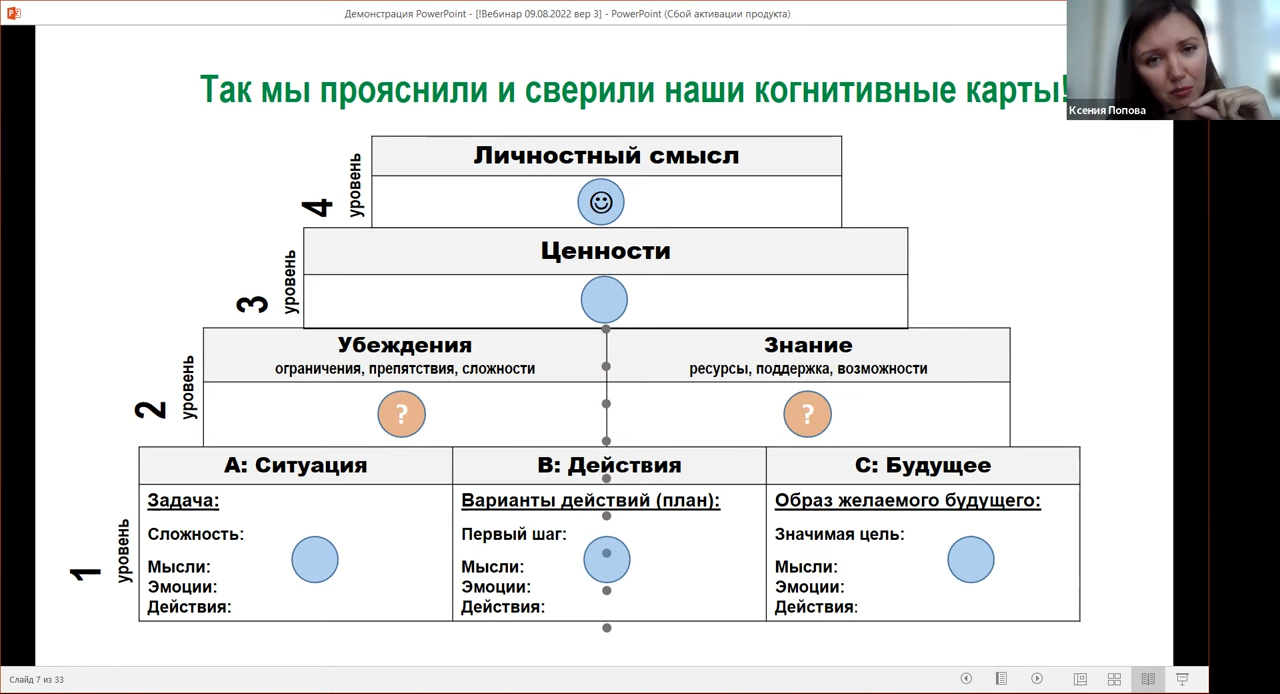 Демонстрация PowerPoint - [!Вебинар 09.08.2022 вер 3] - PowerPoint (Сбой активации продукта)
Так мы прояснили и сверили наши когнитивные карты!
Ксения Попова
4 уровень
Личностный смысл
3 уровень
Ценности
2 уровень
Убеждения
ограничения, препятствия, сложности
?
Знание
ресурсы, поддержка, возможности
?
1 уровень
А: Ситуация
Задача:
Сложность:
Мысли:
Эмоции:
Действия:
В: Действия
Варианты действий (план):
Первый шаг:
Мысли:
Эмоции:
Действия:
С: Будущее
Образ желаемого будущего:
Значимая цель:
Мысли:
Эмоции:
Действия:
Слайд 7 из 33